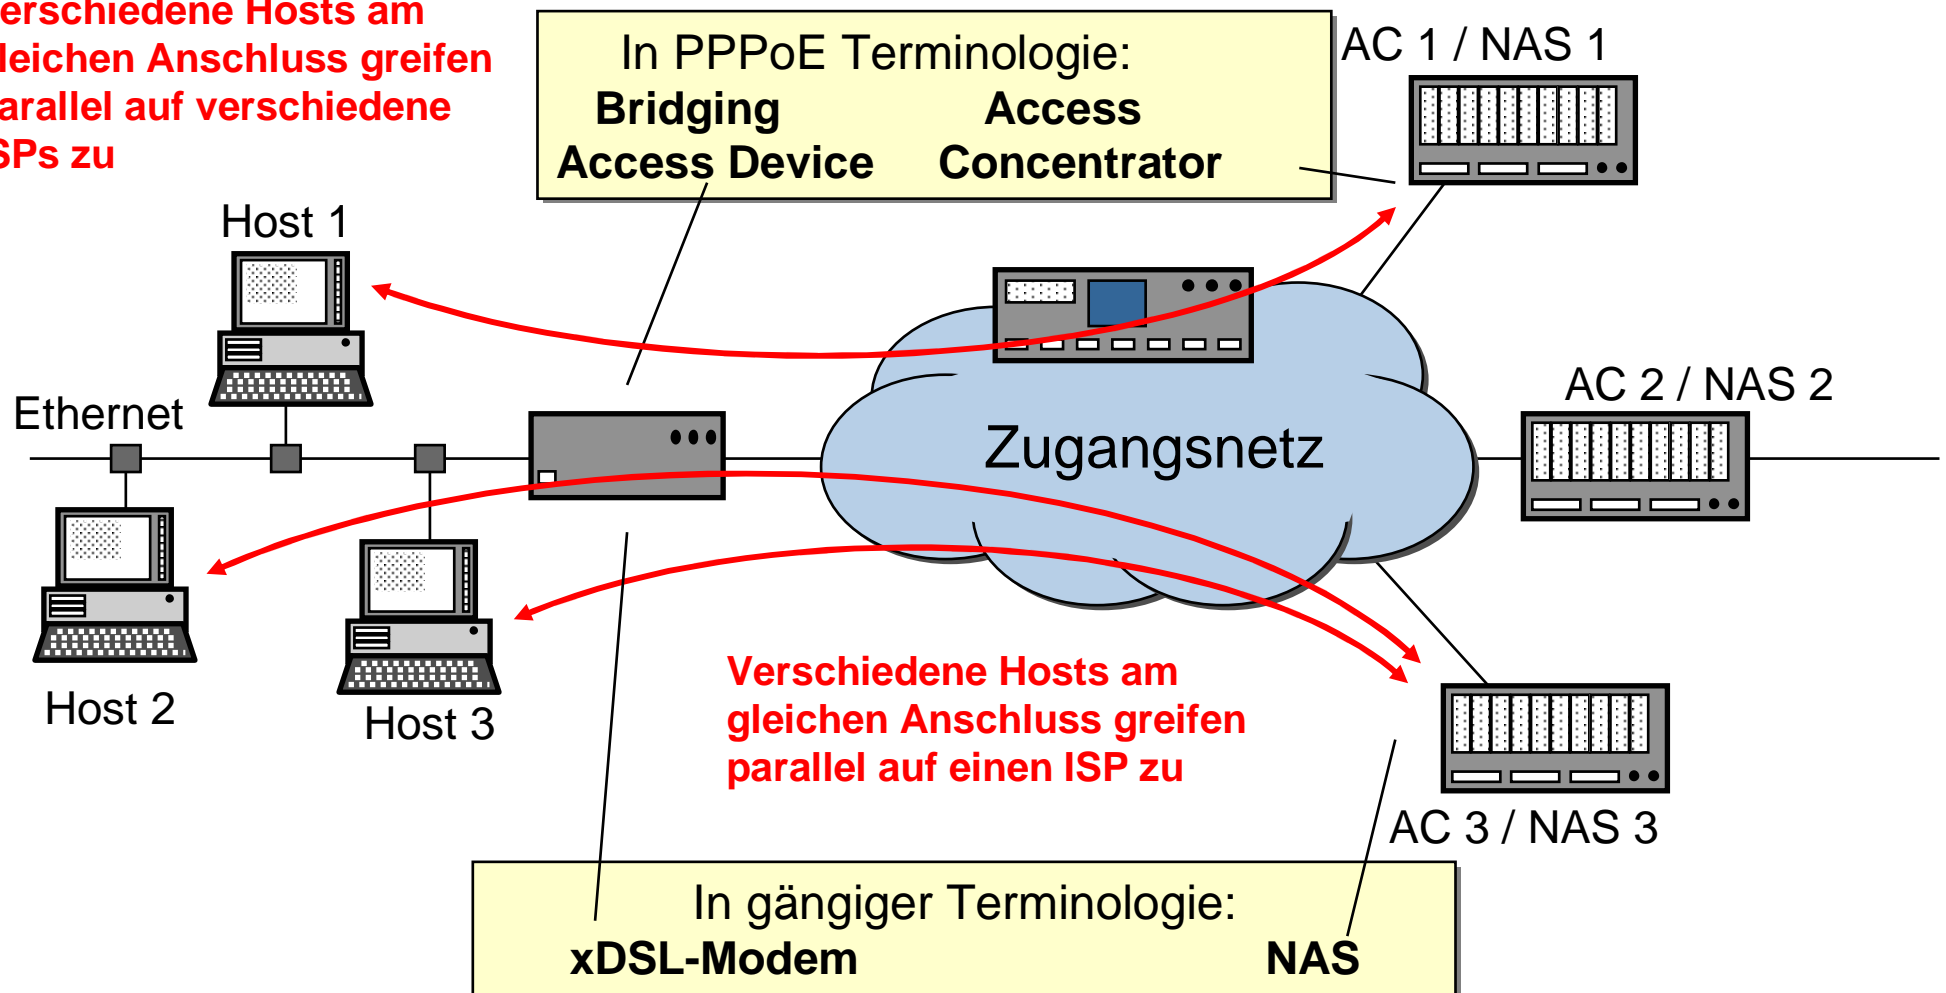 erschiedene Hosts am
leichen Anschluss greifen
arallel auf verschiedene
SPs zu
In PPPoE Terminologie:
Bridging Access
Access Device Concentrator
AC 1 / NAS 1
Host 1
Ethernet
Zugangsnetz
AC 2 / NAS 2
Host 2
Host 3
Verschiedene Hosts am
gleichen Anschluss greifen
parallel auf einen ISP zu
AC 3 / NAS 3
In gängiger Terminologie:
xDSL-Modem NAS